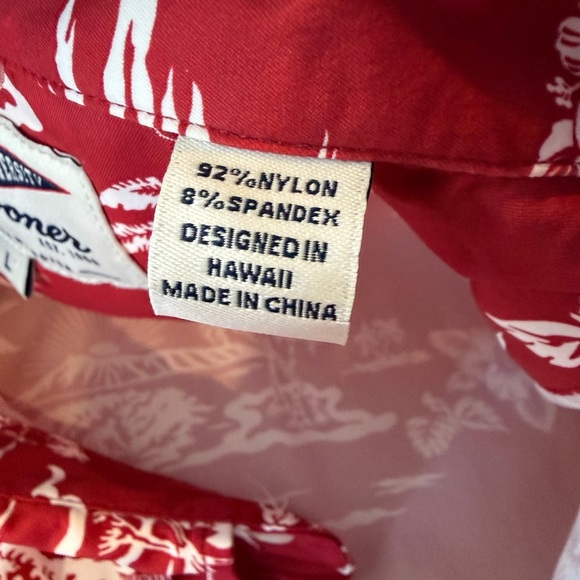 92%NYLON
8%SPANDEX
DESIGNED IN
HAWAII
MADE IN CHINA
L